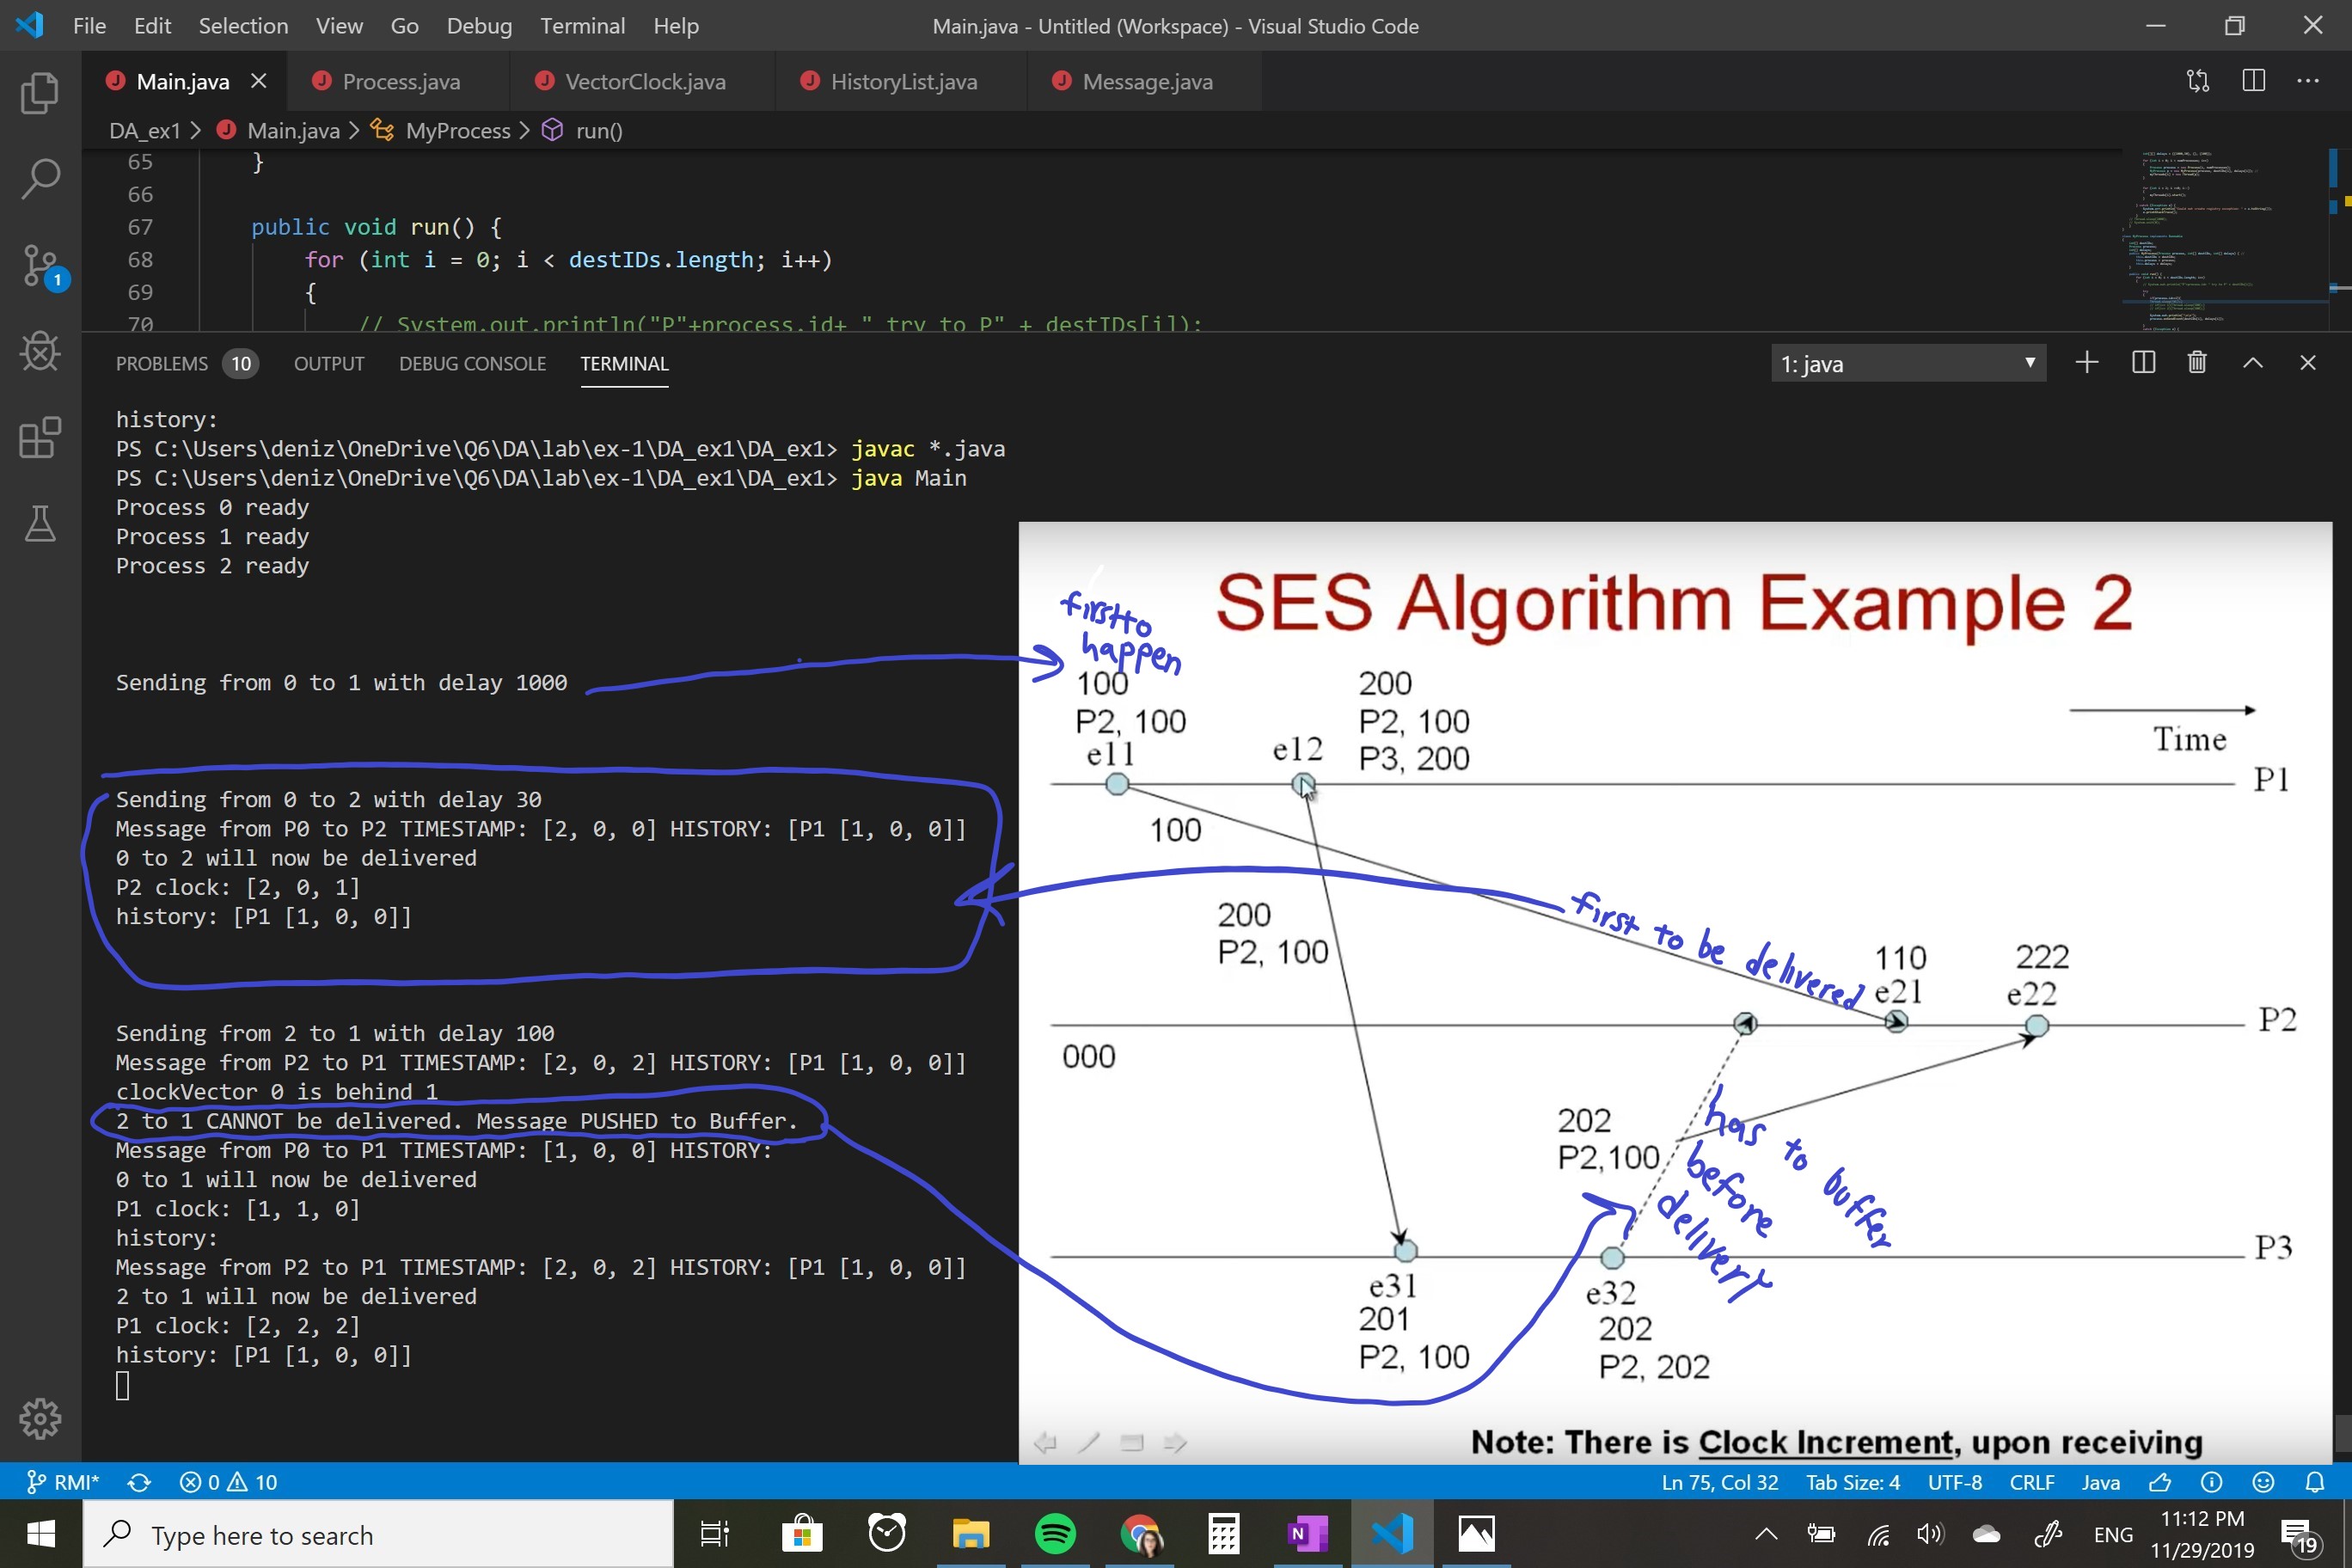 File Edit Selection View Go Debug Terminal Help
Main.java - Untitled (Workspace) - Visual Studio Code
Main.java Process.java VectorClock.java HistoryList.java Message.java
DA_ex1 > Main.java > MyProcess > run()
65 }
66
67 public void run() {
68 for (int i = 0; i < destIDs.length; i++)
69 {
70 // System.out.println("P"+process.id+ " try to P" + destIDs[i]);
1
PROBLEMS 10 OUTPUT DEBUG CONSOLE TERMINAL
1: java
history:
PS C:\Users\deniz\OneDrive\Q6\DA\lab\ex-1\DA_ex1\DA_ex1> javac *.java
PS C:\Users\deniz\OneDrive\Q6\DA\lab\ex-1\DA_ex1\DA_ex1> java Main
Process 0 ready
Process 1 ready
Process 2 ready
Sending from 0 to 1 with delay 1000
Sending from 0 to 2 with delay 30
Message from P0 to P2 TIMESTAMP: [2, 0, 0] HISTORY: [P1 [1, 0, 0]]
0 to 2 will now be delivered
P2 clock: [2, 0, 1]
history: [P1 [1, 0, 0]]
Sending from 2 to 1 with delay 100
Message from P2 to P1 TIMESTAMP: [2, 0, 2] HISTORY: [P1 [1, 0, 0]]
clockVector 0 is behind 1
2 to 1 CANNOT be delivered. Message PUSHED to Buffer.
Message from P0 to P1 TIMESTAMP: [1, 0, 0] HISTORY:
0 to 1 will now be delivered
P1 clock: [1, 1, 0]
history:
Message from P2 to P1 TIMESTAMP: [2, 0, 2] HISTORY: [P1 [1, 0, 0]]
2 to 1 will now be delivered
P1 clock: [2, 2, 2]
history: [P1 [1, 0, 0]]
SES Algorithm Example 2
first to
happen
100
P2, 100
e11
e12
200
P2, 100
P3, 200
Time
P1
100
200
P2, 100
first to be delivered
110
e21
222
e22
P2
000
202
P2,100
has to buffer
before
delivery
P3
e31
201
P2, 100
e32
202
P2, 202
Note: There is Clock Increment, upon receiving
RMI* 0 10
Ln 75, Col 32 Tab Size: 4 UTF-8 CRLF Java
Type here to search
N
ENG
11:12 PM
11/29/2019
19